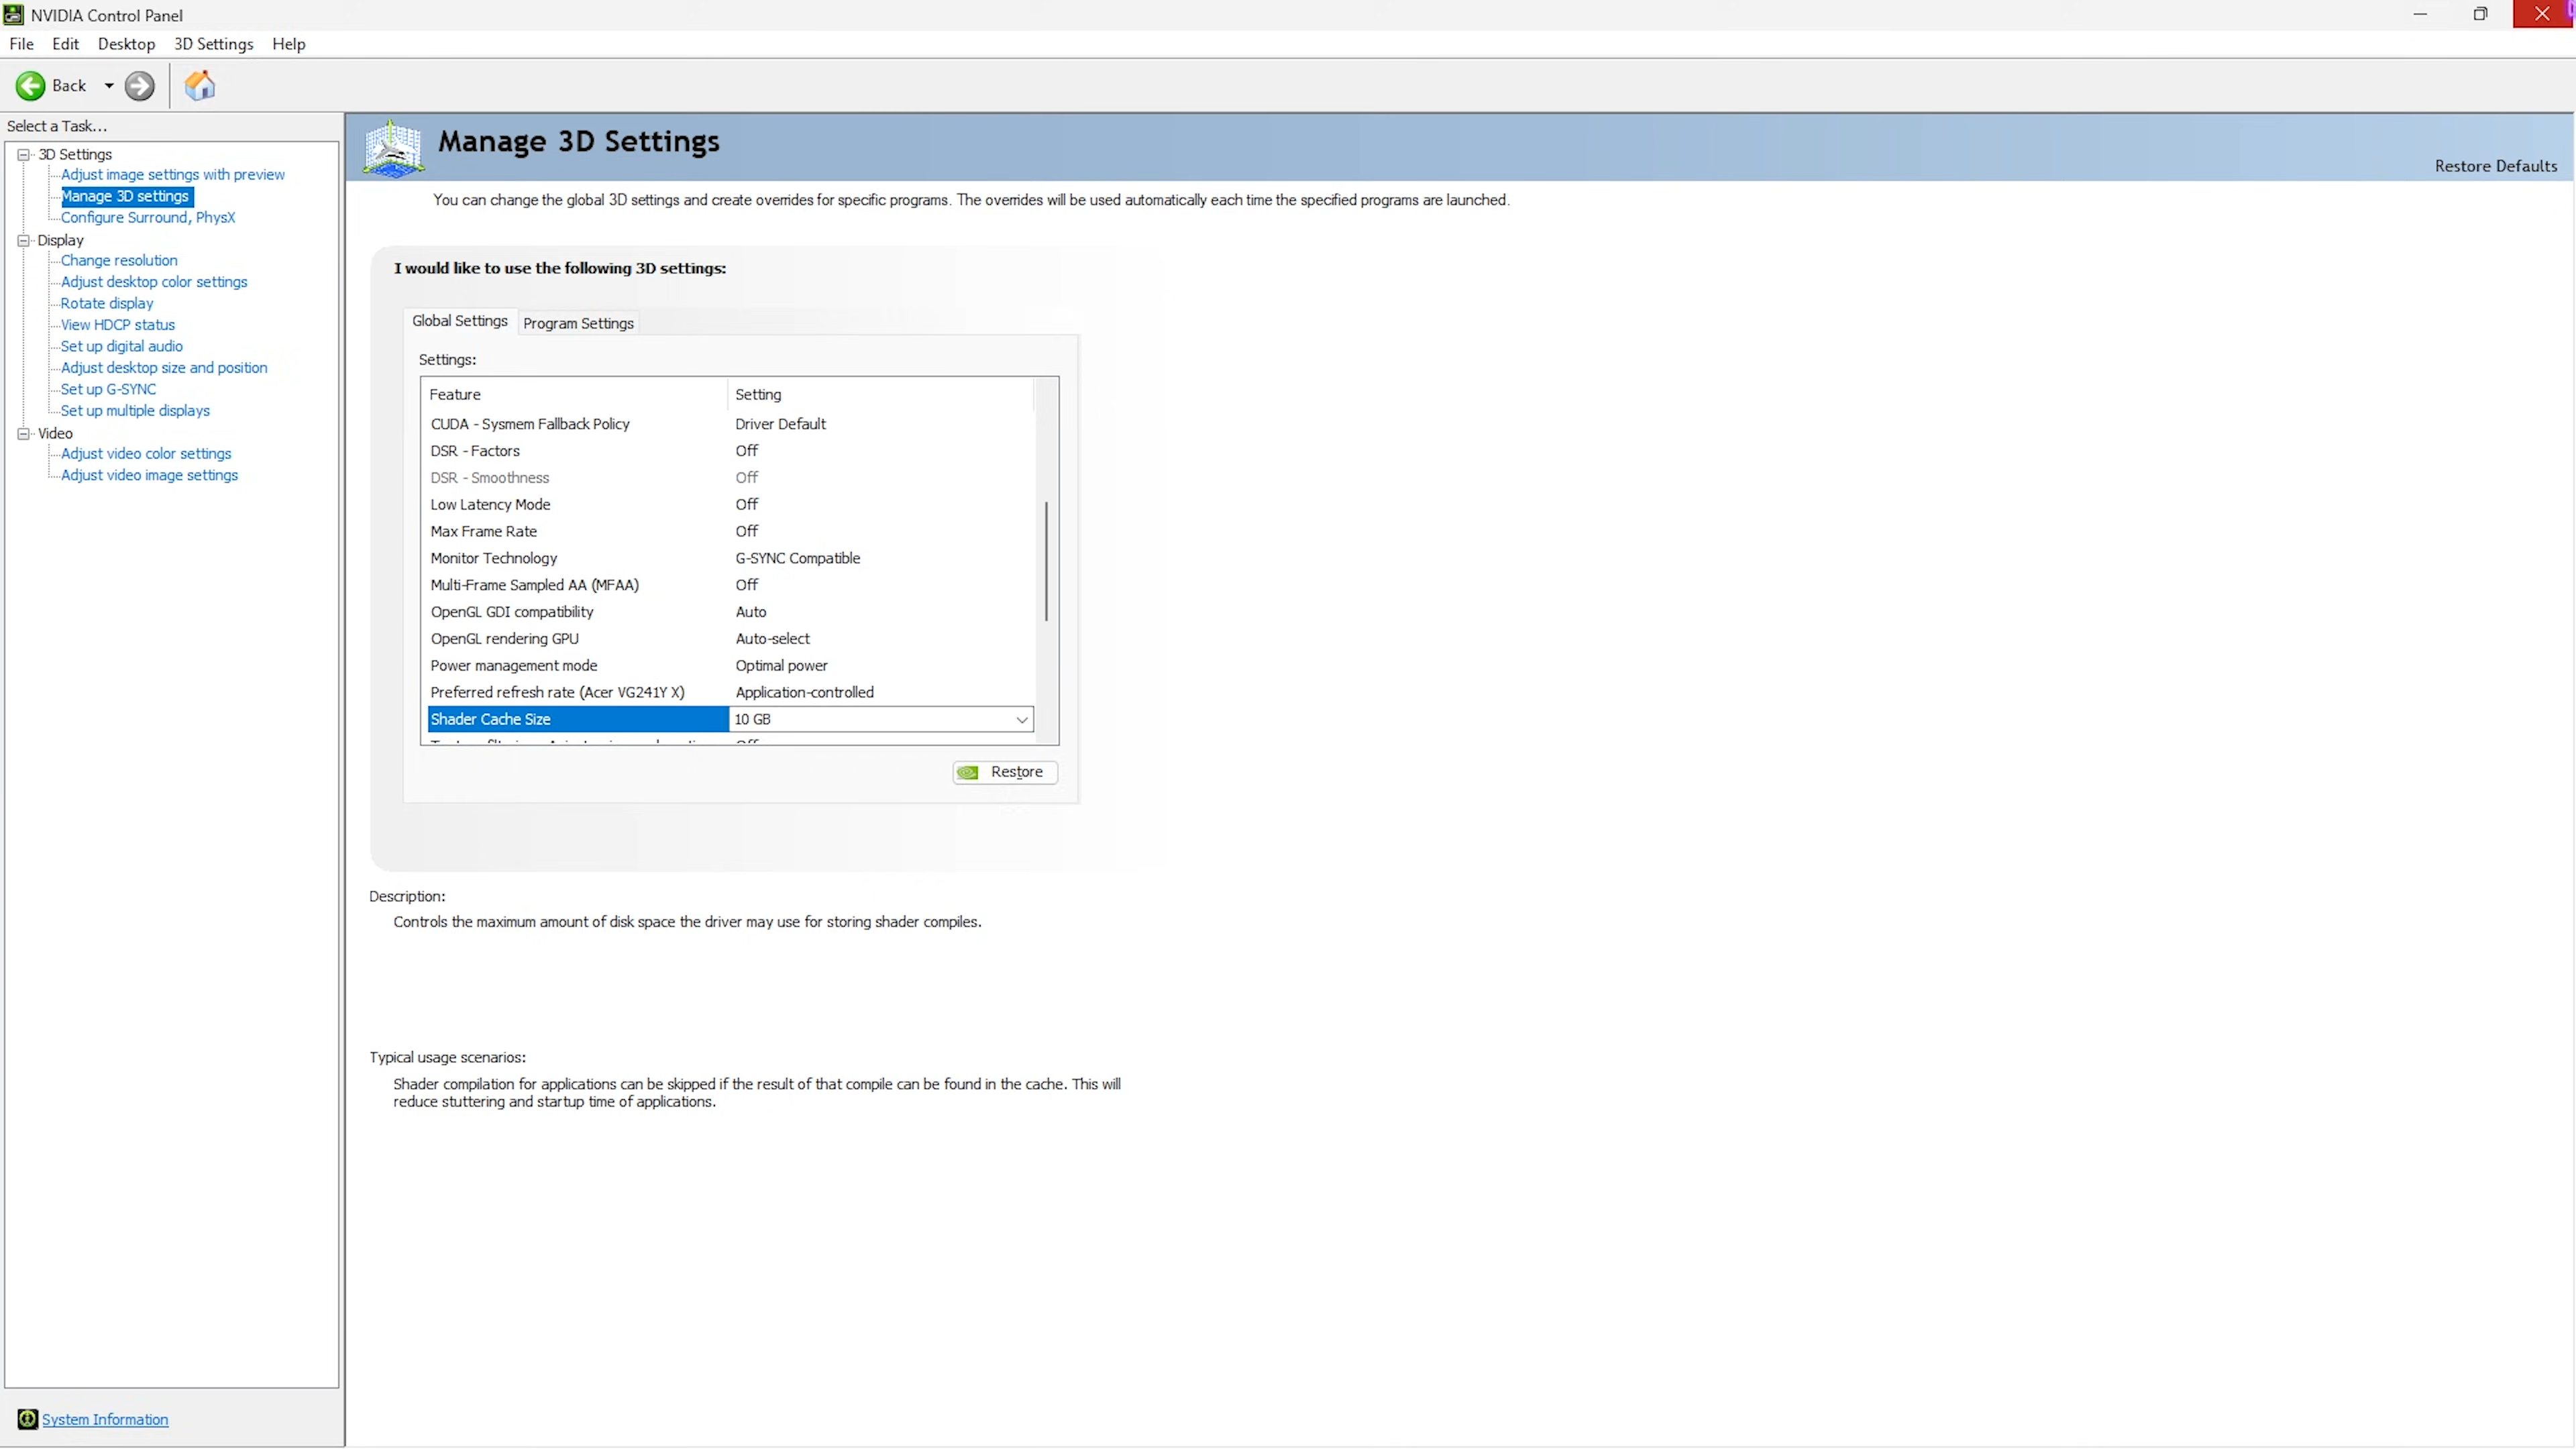 NVIDIA Control Panel
File Edit Desktop 3D Settings Help
Back
Select a Task...
3D Settings
Adjust image settings with preview
Manage 3D settings
Configure Surround, PhysX
Display
Change resolution
Adjust desktop color settings
Rotate display
View HDCP status
Set up digital audio
Adjust desktop size and position
Set up G-SYNC
Set up multiple displays
Video
Adjust video color settings
Adjust video image settings
System Information
Manage 3D Settings
Restore Defaults
You can change the global 3D settings and create overrides for specific programs. The overrides will be used automatically each time the specified programs are launched.
I would like to use the following 3D settings:
Global Settings Program Settings
Settings:
Feature Setting
CUDA - Sysmem Fallback Policy Driver Default
DSR - Factors Off
DSR - Smoothness Off
Low Latency Mode Off
Max Frame Rate Off
Monitor Technology G-SYNC Compatible
Multi-Frame Sampled AA (MFAA) Off
OpenGL GDI compatibility Auto
OpenGL rendering GPU Auto-select
Power management mode Optimal power
Preferred refresh rate (Acer VG241Y X) Application-controlled
Shader Cache Size 10 GB
Restore
Description:
Controls the maximum amount of disk space the driver may use for storing shader compiles.
Typical usage scenarios:
Shader compilation for applications can be skipped if the result of that compile can be found in the cache. This will
reduce stuttering and startup time of applications.